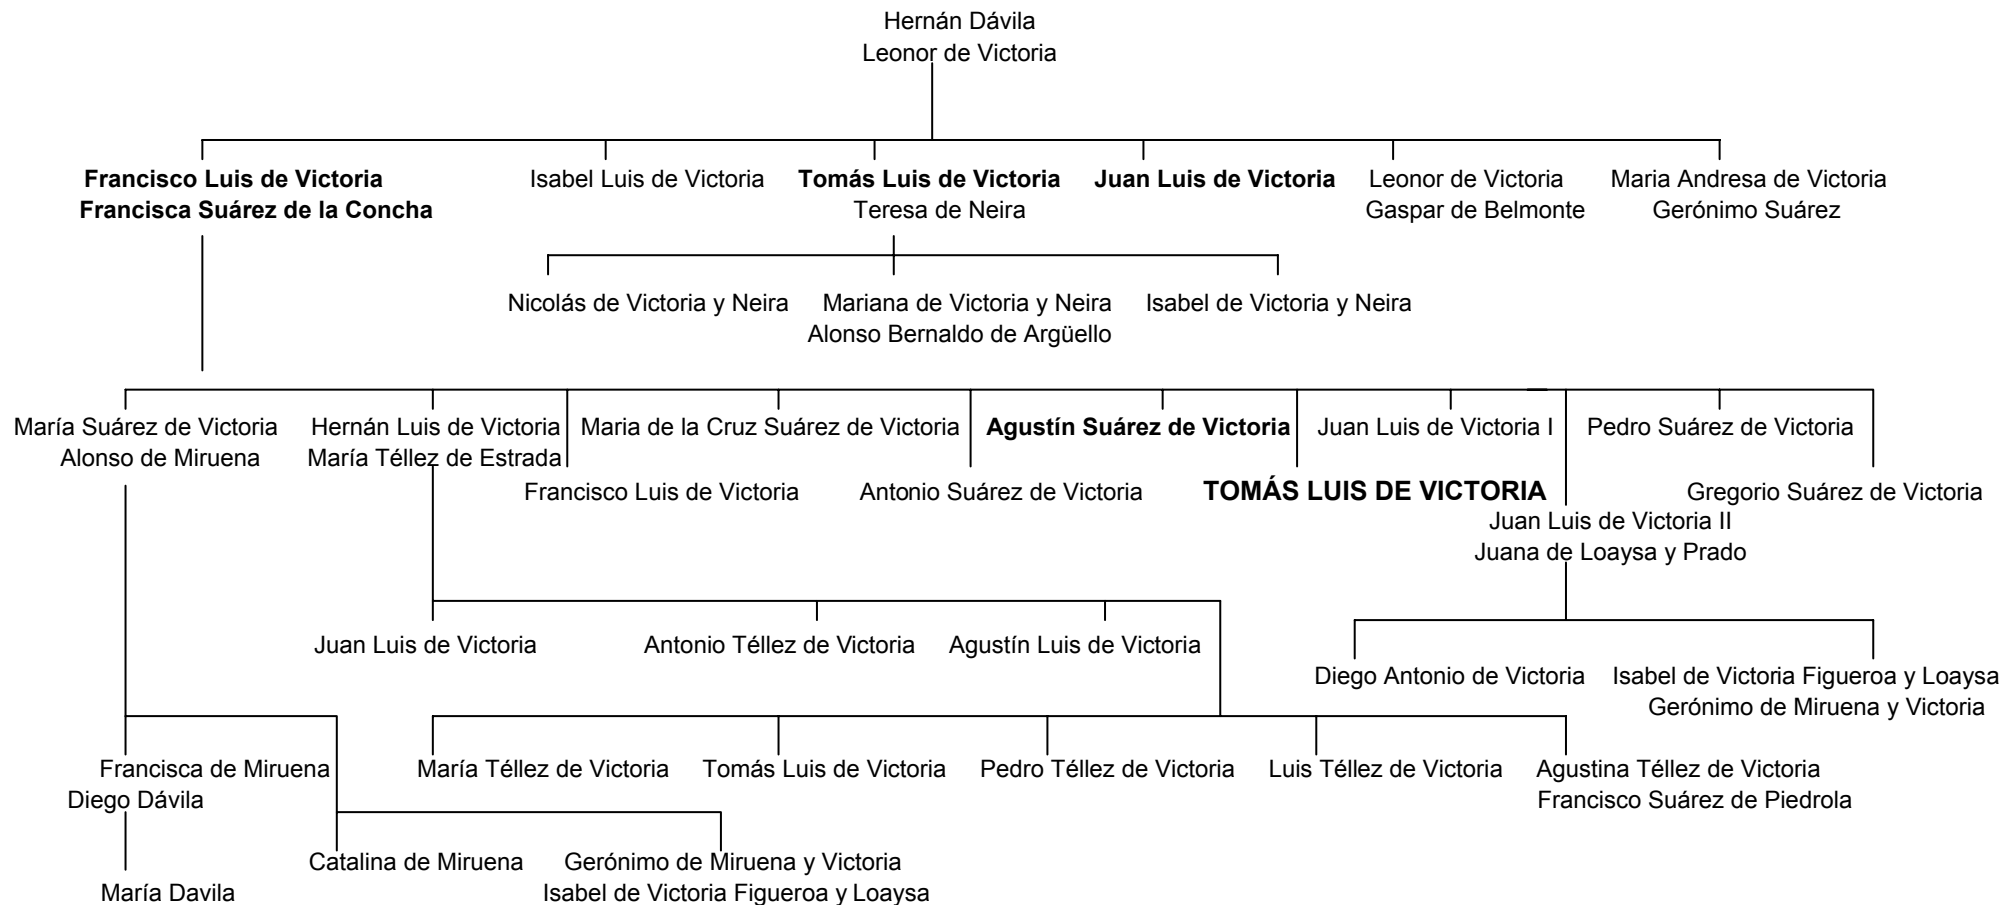 Hernán Dávila
Leonor de Victoria
Francisco Luis de Victoria
Francisca Suárez de la Concha
Isabel Luis de Victoria
Tomás Luis de Victoria
Teresa de Neira
Juan Luis de Victoria
Leonor de Victoria
Gaspar de Belmonte
Maria Andresa de Victoria
Gerónimo Suárez
Nicolás de Victoria y Neira
Mariana de Victoria y Neira
Alonso Bernaldo de Argüello
Isabel de Victoria y Neira
María Suárez de Victoria
Alonso de Miruena
Hernán Luis de Victoria
María Téllez de Estrada
Francisco Luis de Victoria
Maria de la Cruz Suárez de Victoria
Antonio Suárez de Victoria
Agustín Suárez de Victoria
TOMÁS LUIS DE VICTORIA
Juan Luis de Victoria I
Juan Luis de Victoria II
Juana de Loaysa y Prado
Pedro Suárez de Victoria
Gregorio Suárez de Victoria
Juan Luis de Victoria
Antonio Téllez de Victoria
Agustín Luis de Victoria
Diego Antonio de Victoria
Isabel de Victoria Figueroa y Loaysa
Gerónimo de Miruena y Victoria
Francisca de Miruena
Diego Dávila
María Téllez de Victoria
Tomás Luis de Victoria
Pedro Téllez de Victoria
Luis Téllez de Victoria
Agustina Téllez de Victoria
Francisco Suárez de Piedrola
María Davila
Catalina de Miruena
Gerónimo de Miruena y Victoria
Isabel de Victoria Figueroa y Loaysa